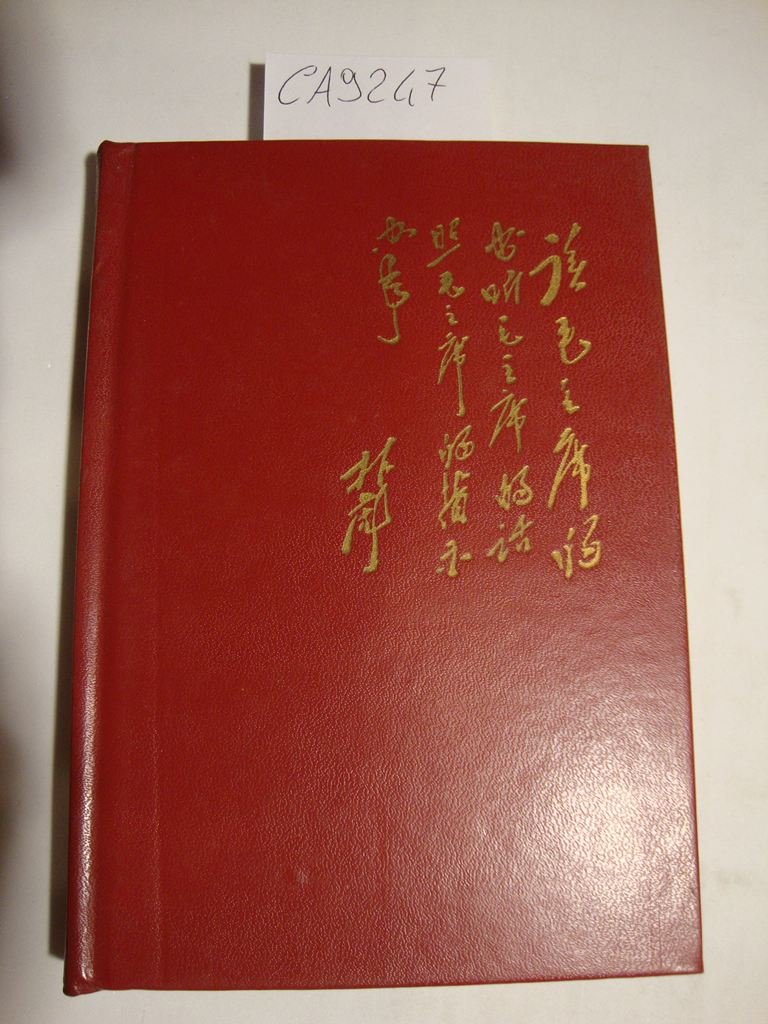 CA9247
读毛主席的
书听毛主席的话
照毛主席的指示
办事
林彪